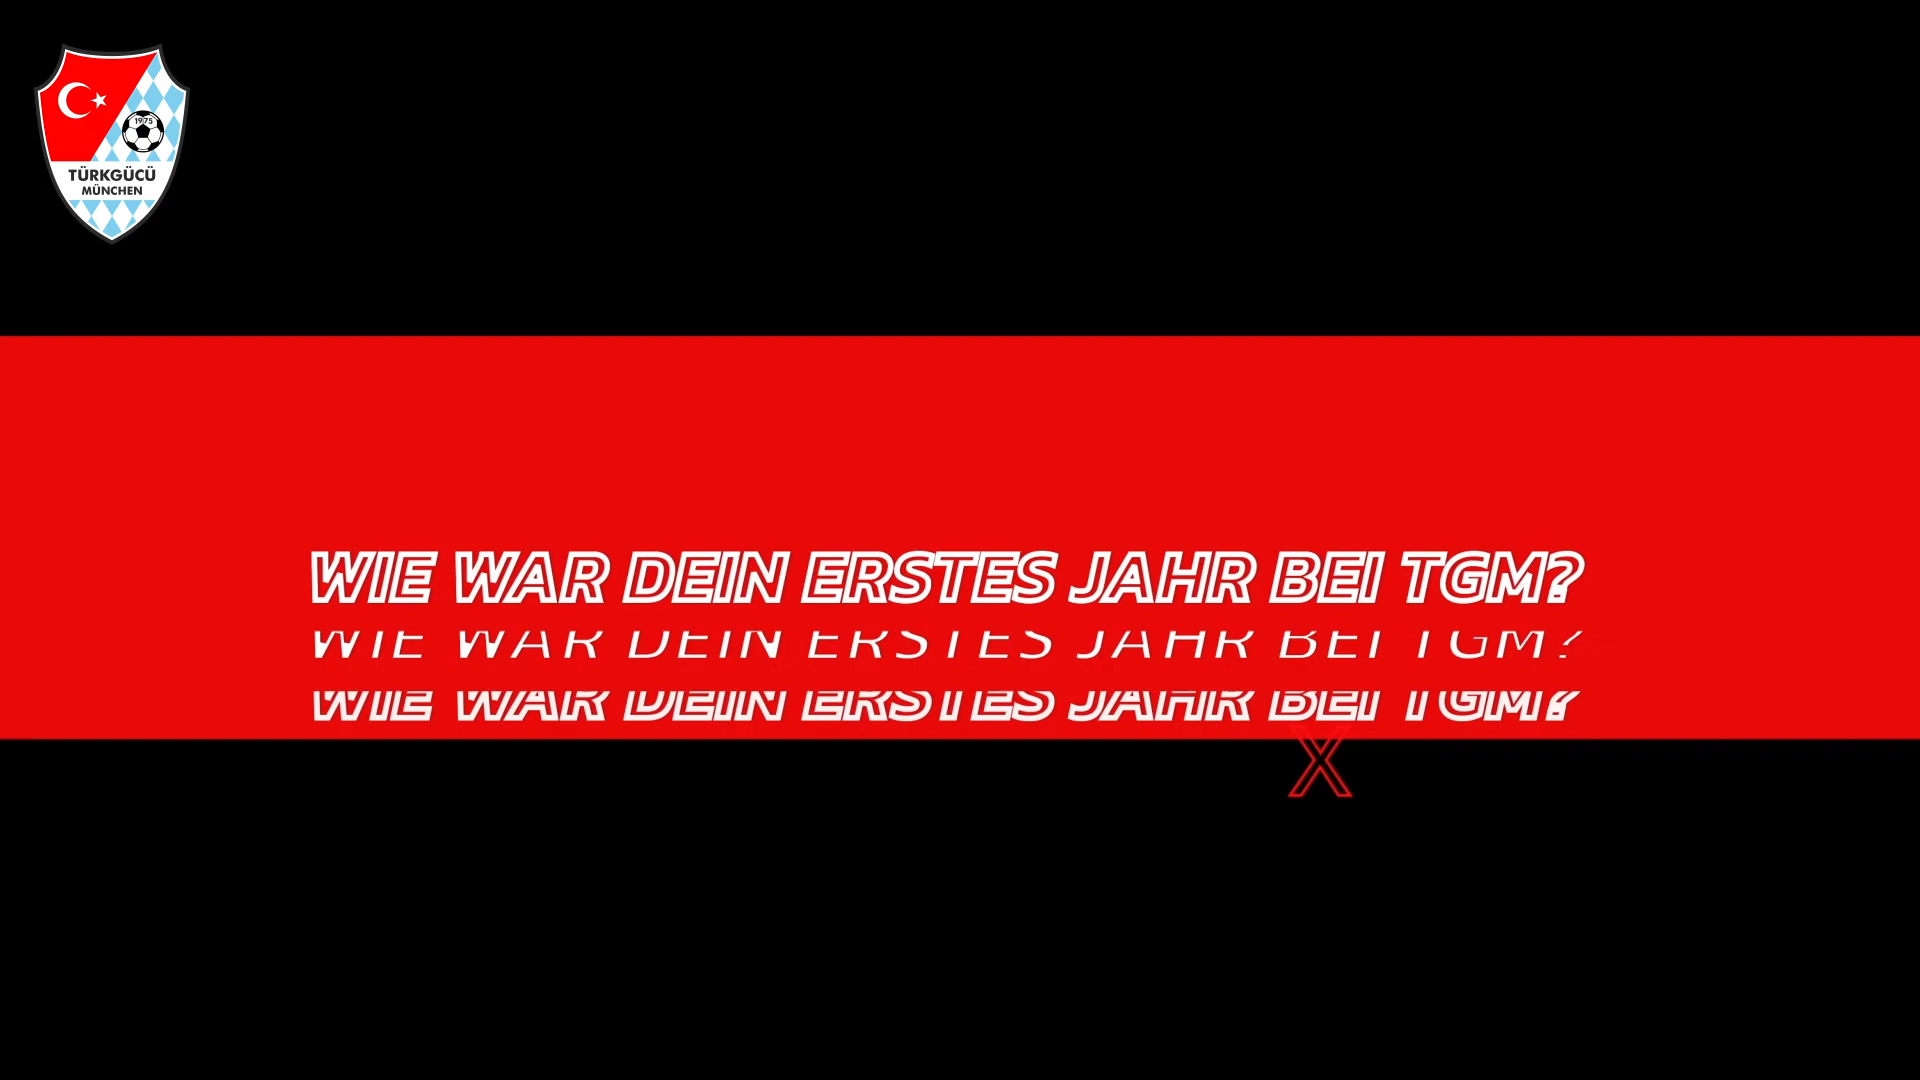 1975
TÜRKGÜCÜ
MÜNCHEN
WIE WAR DEIN ERSTES JAHR BEI TGM?
WIE WAR DEIN ERSTES JAHR BEI TGM?
WIE WAR DEIN ERSTES JAHR BEI TGM?
X